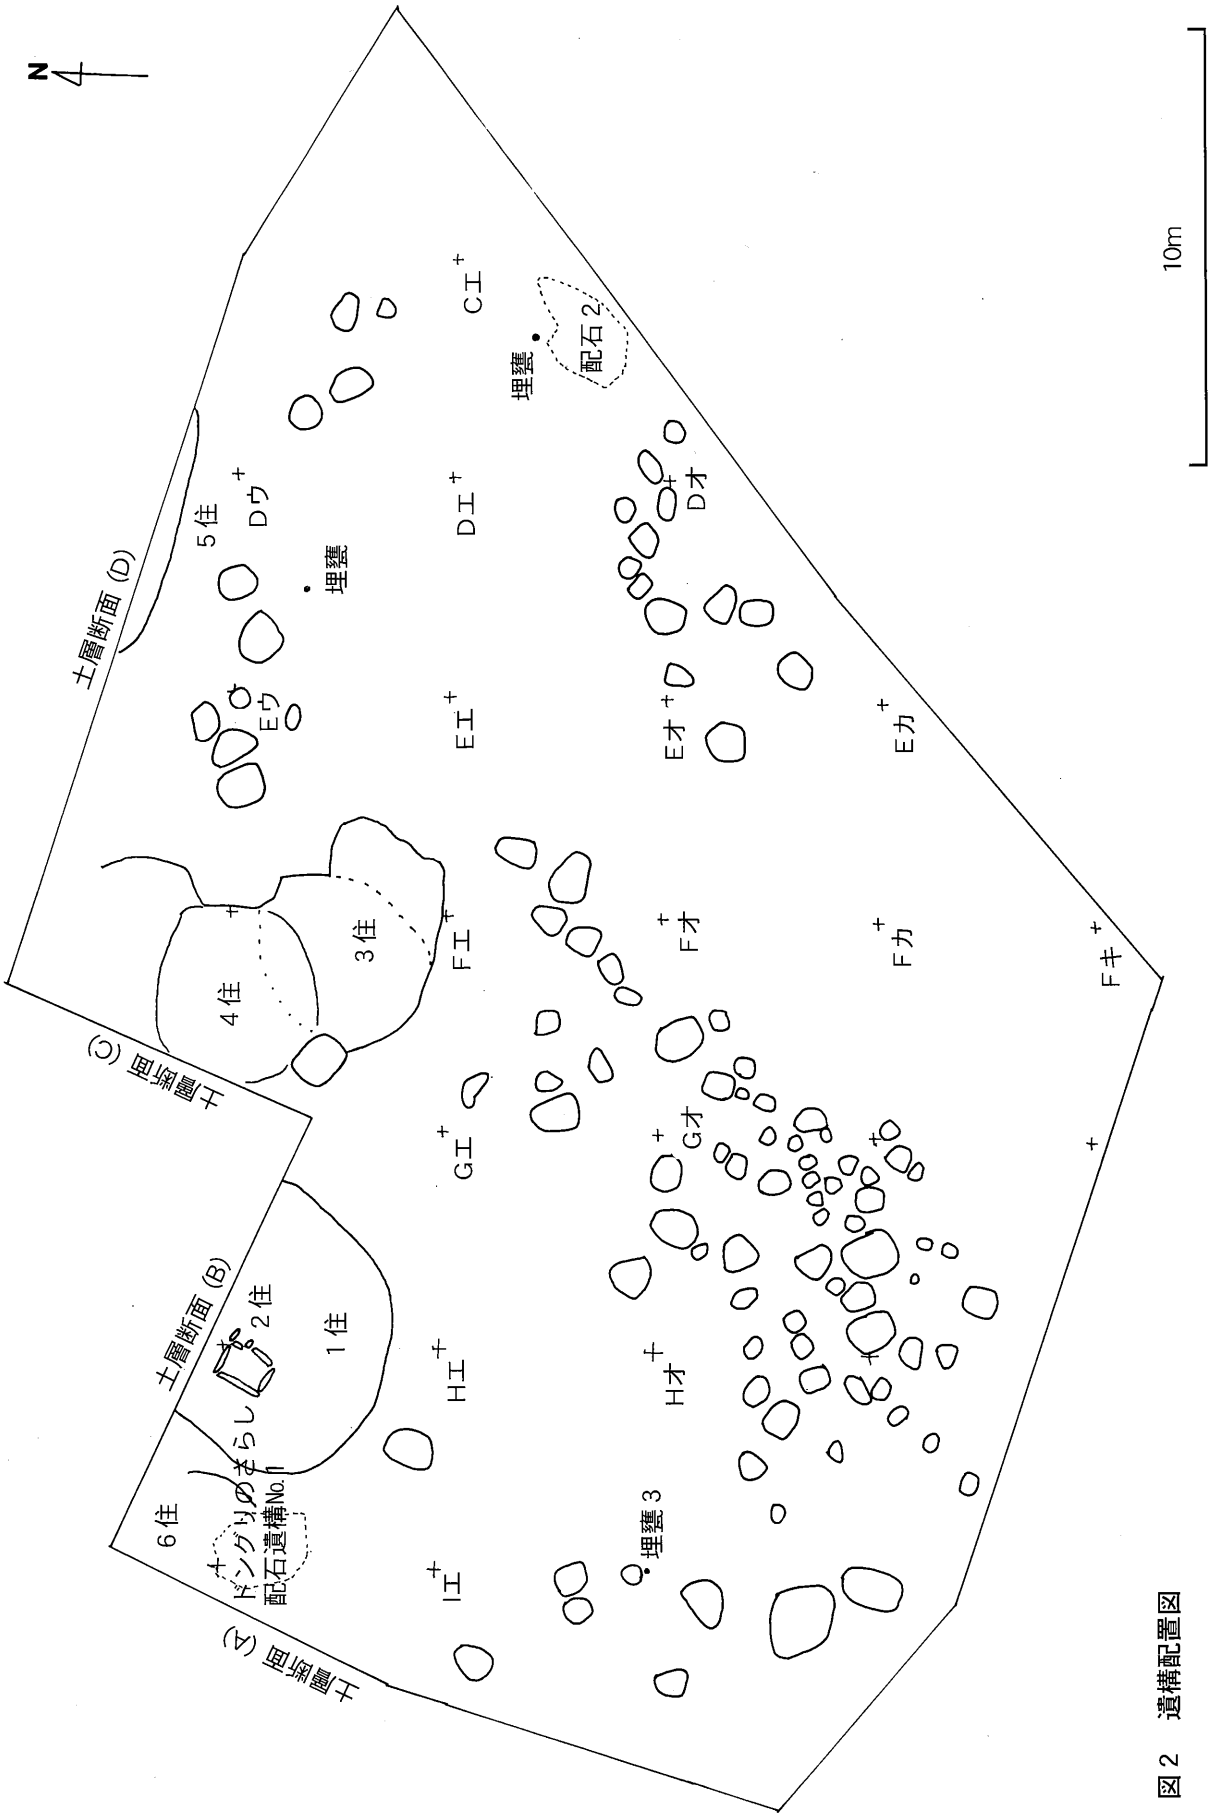 N
土層断面 (D)
5住
Dウ
埋甕
Eウ
Cエ
埋甕
配石2
Dエ
Dオ
Eエ
Eオ
Eカ
土層断面 (C)
4住
3住
Fエ
Fオ
Fカ
Fキ
Gエ
Gオ
土層断面 (B)
2住
1住
Hエ
Hオ
6住
ドングリのさらし
配石遺構No.1
土層断面 (A)
Iエ
埋甕3
10m
図2 遺構配置図